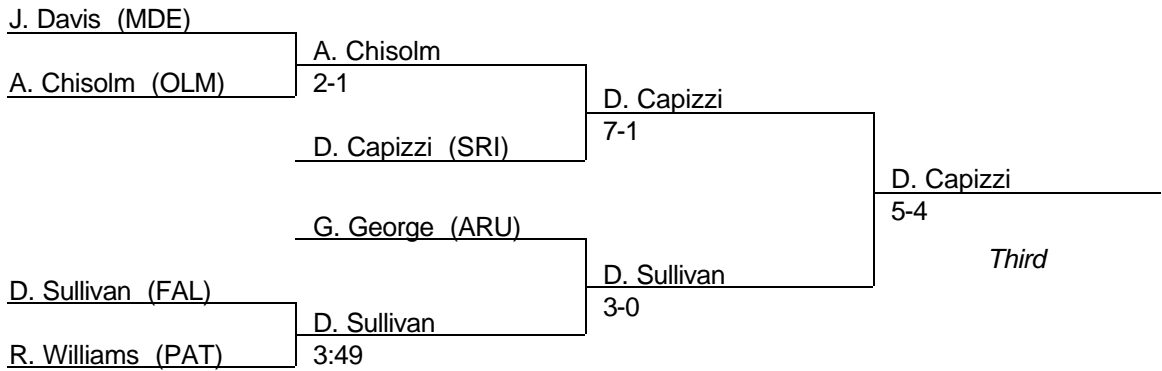 J. Davis (MDE)
A. Chisolm
A. Chisolm (OLM)
2-1
D. Capizzi
7-1
D. Capizzi (SRI)
D. Capizzi
5-4
G. George (ARU)
Third
D. Sullivan
D. Sullivan (FAL)
3-0
D. Sullivan
R. Williams (PAT)
3:49